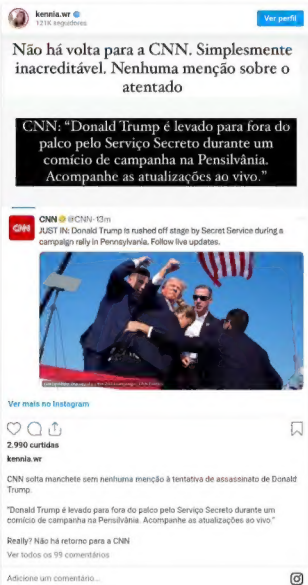 kennia.wr
121K seguidores
Ver perfil
Não há volta para a CNN. Simplesmente
inacreditável. Nenhuma menção sobre o
atentado
CNN: “Donald Trump é levado para fora do
palco pelo Serviço Secreto durante um
comício de campanha na Pensilvânia.
Acompanhe as atualizações ao vivo.”
CNN
CNN @CNN·13m
JUST IN: Donald Trump is rushed off stage by Secret Service during a
campaign rally in Pennsylvania. Follow live updates.
Ver mais no Instagram
2.990 curtidas
kennia.wr
CNN solta manchete sem nenhuma menção à tentativa de assassinato de Donald
Trump.
"Donald Trump é levado para fora do palco pelo Serviço Secreto durante um
comício de campanha na Pensilvânia. Acompanhe as atualizações ao vivo."
Really? Não há retorno para a CNN
Ver todos os 99 comentários
Adicione um comentário...